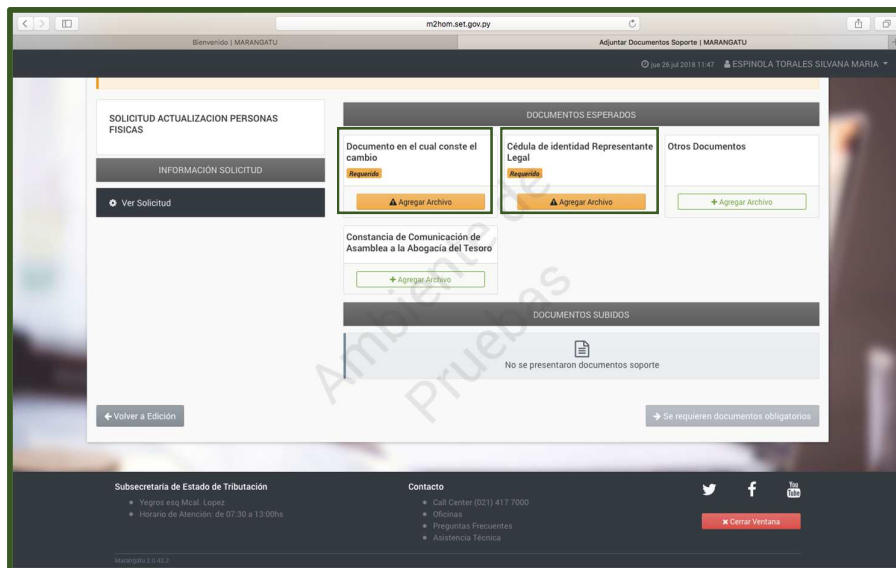 m2hom.set.gov.py
Bienvenido | MARANGATU
Adjuntar Documentos Soporte | MARANGATU
jue 26 jul 2018 11:47
ESPINOLA TORALES SILVANA MARIA
SOLICITUD ACTUALIZACION PERSONAS
FISICAS
INFORMACIÓN SOLICITUD
Ver Solicitud
DOCUMENTOS ESPERADOS
Documento en el cual conste el
cambio
Requerido
Agregar Archivo
Cédula de identidad Representante
Legal
Requerido
Agregar Archivo
Otros Documentos
+ Agregar Archivo
Constancia de Comunicación de
Asamblea a la Abogacía del Tesoro
+ Agregar Archivo
DOCUMENTOS SUBIDOS
No se presentaron documentos soporte
Ambiente de
Pruebas
Volver a Edición
Se requieren documentos obligatorios
Subsecretaría de Estado de Tributación
Yegros esq Mcal. Lopez
Horario de Atención: de 07:30 a 13:00hs
Contacto
Call Center (021) 417 7000
Oficinas
Preguntas Frecuentes
Asistencia Técnica
You
Tube
Cerrar Ventana